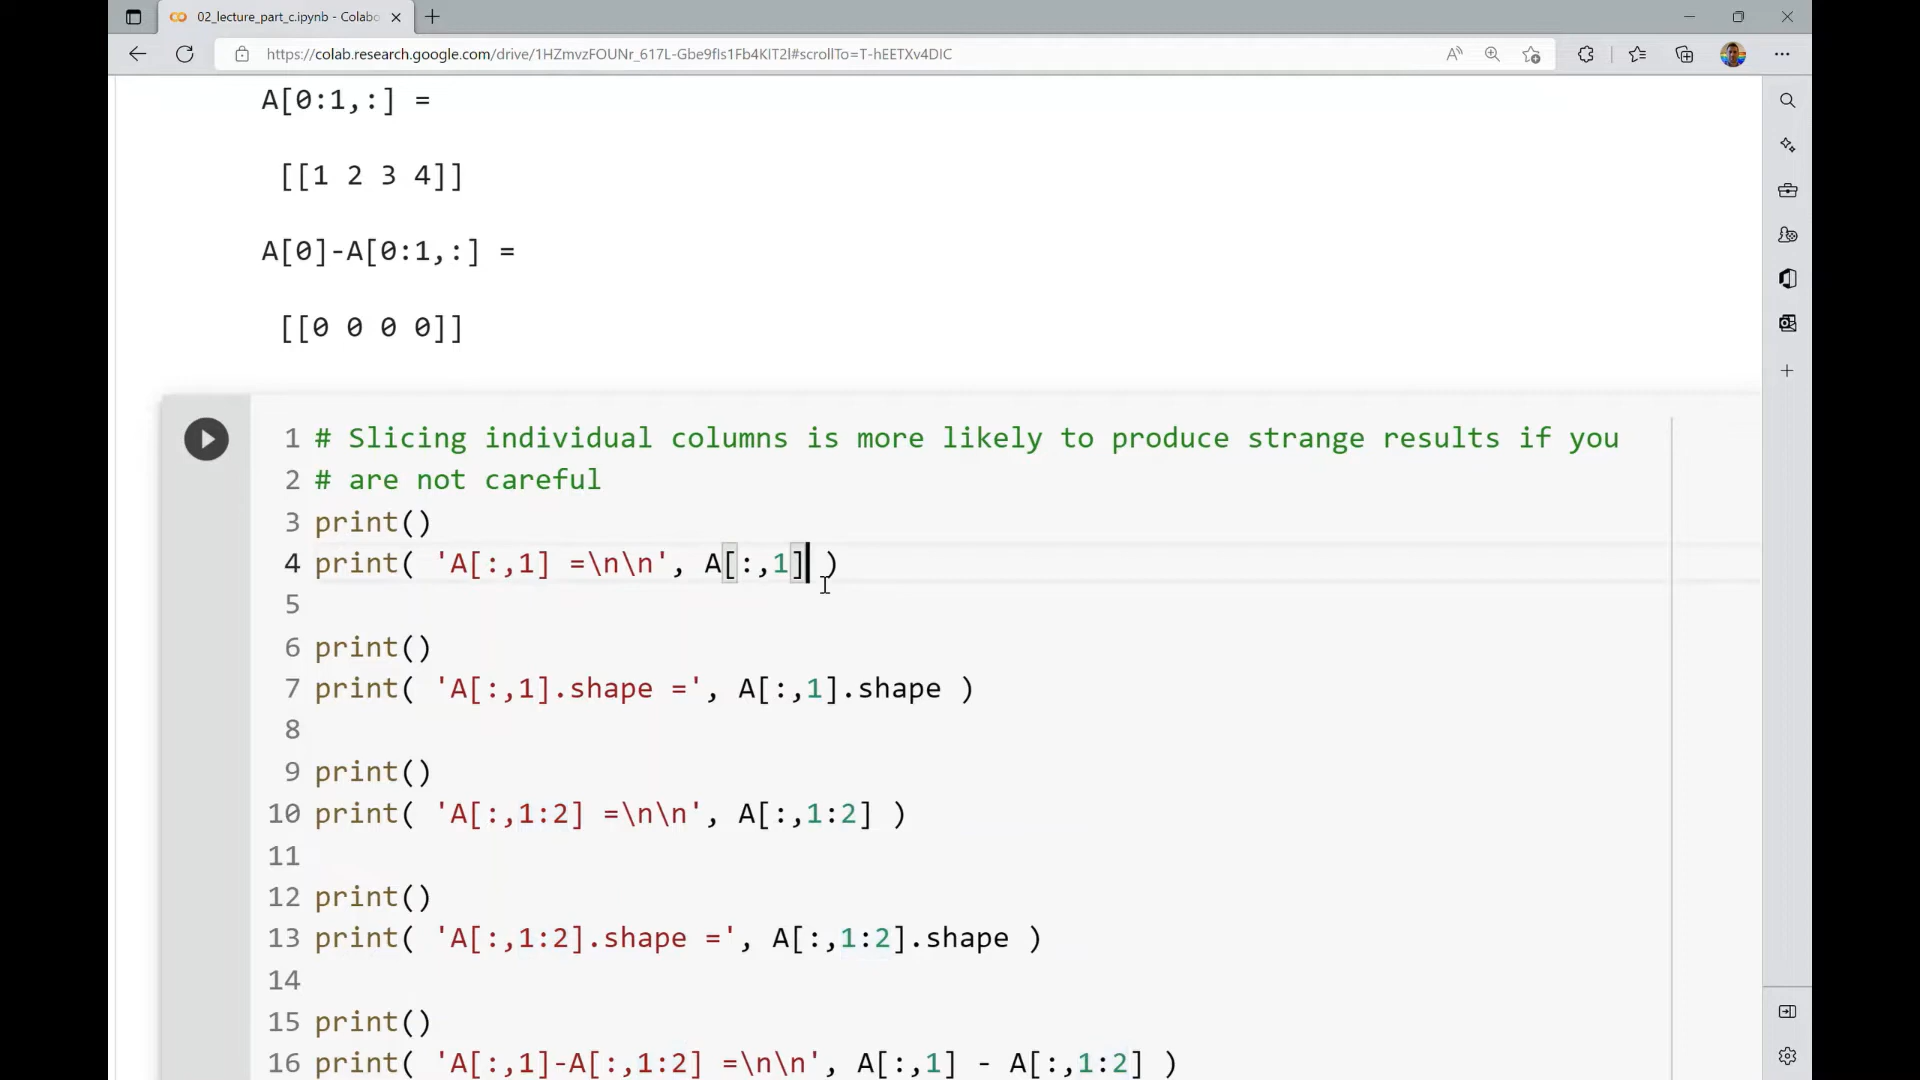 02_lecture_part_c.ipynb - Colabo
https://colab.research.google.com/drive/1HZmvzFOUNr_617L-Gbe9fIs1Fb4KIT2I#scrollTo=T-hEETXv4DIC
A[0:1,:] =
[[1 2 3 4]]
A[0]-A[0:1,:] =
[[0 0 0 0]]
1 # Slicing individual columns is more likely to produce strange results if you
2 # are not careful
3 print()
4 print( 'A[:,1] =\n\n', A[:,1] )
5
6 print()
7 print( 'A[:,1].shape =', A[:,1].shape )
8
9 print()
10 print( 'A[:,1:2] =\n\n', A[:,1:2] )
11
12 print()
13 print( 'A[:,1:2].shape =', A[:,1:2].shape )
14
15 print()
16 print( 'A[:,1]-A[:,1:2] =\n\n', A[:,1] - A[:,1:2] )